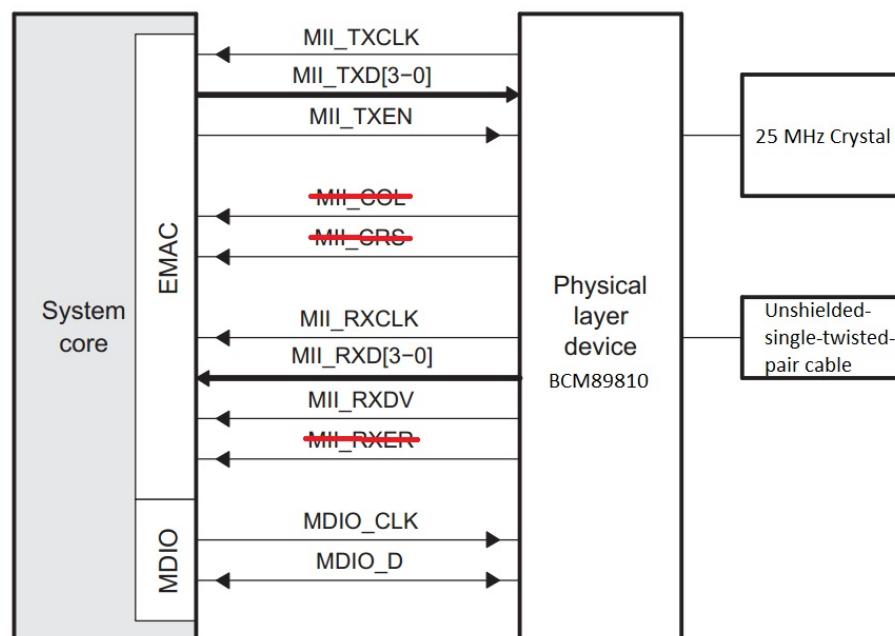 MII_TXCLK
MII_TXD[3−0]
MII_TXEN
25 MHz Crystal
MII_COL
MII_CRS
EMAC
System
core
Physical
layer
device
BCM89810
MII_RXCLK
MII_RXD[3−0]
MII_RXDV
MII_RXER
Unshielded-
single-twisted-
pair cable
MDIO
MDIO_CLK
MDIO_D